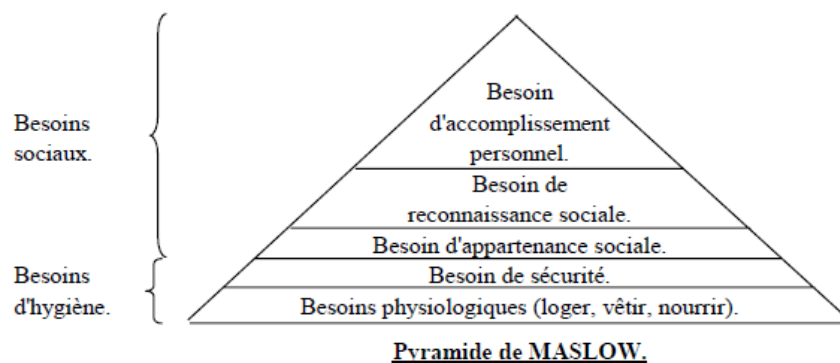 Besoins
sociaux.
Besoins
d'hygiène.
Besoin
d'accomplissement
personnel.
Besoin de
reconnaissance sociale.
Besoin d'appartenance sociale.
Besoin de sécurité.
Besoins physiologiques (loger, vêtir, nourrir).
Pyramide de MASLOW.